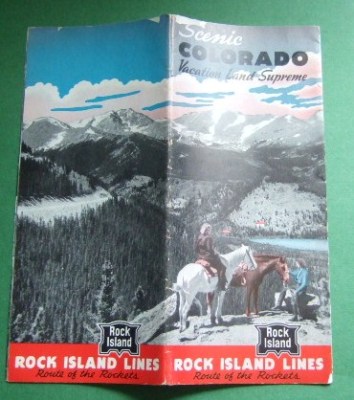 Scenic
COLORADO
Vacation Land Supreme
Rock
Island
ROCK ISLAND LINES
Route of the Rockets
Rock
Island
ROCK ISLAND LINES
Route of the Rockets